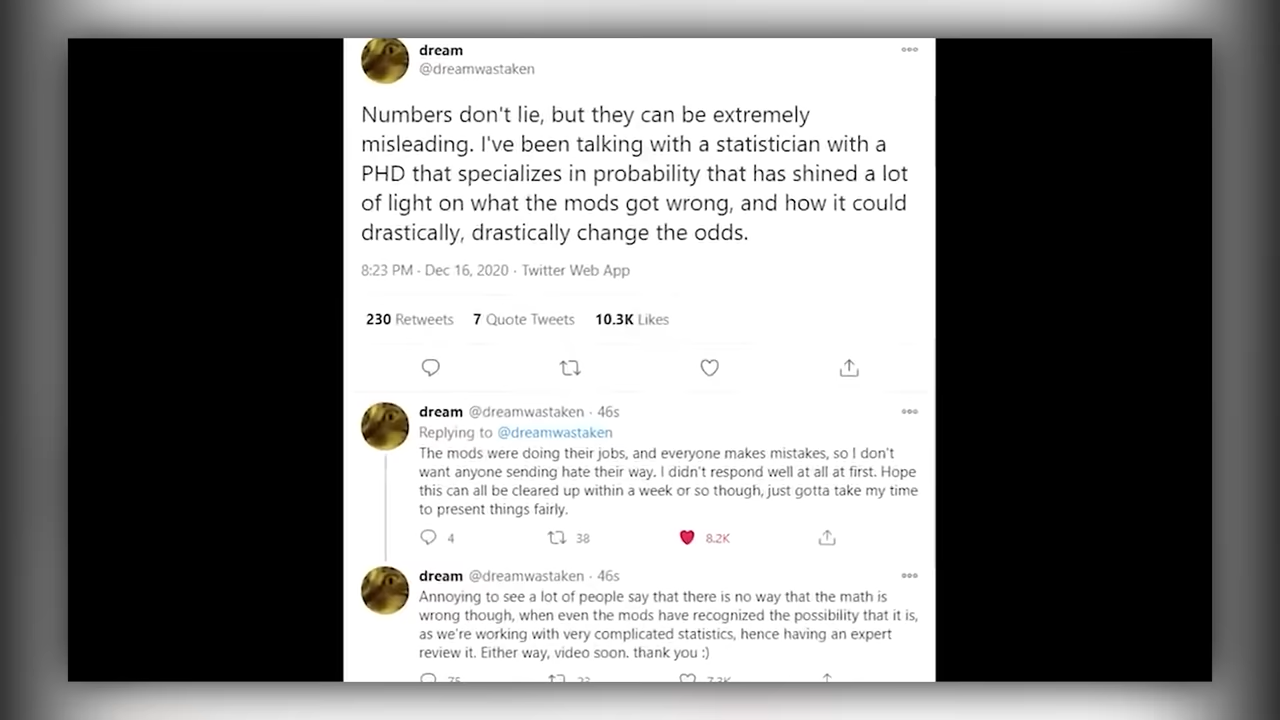 dream
@dreamwastaken
Numbers don't lie, but they can be extremely
misleading. I've been talking with a statistician with a
PHD that specializes in probability that has shined a lot
of light on what the mods got wrong, and how it could
drastically, drastically change the odds.
8:23 PM · Dec 16, 2020 · Twitter Web App
230 Retweets 7 Quote Tweets 10.3K Likes
dream @dreamwastaken · 46s
Replying to @dreamwastaken
The mods were doing their jobs, and everyone makes mistakes, so I don't
want anyone sending hate their way. I didn't respond well at all at first. Hope
this can all be cleared up within a week or so though, just gotta take my time
to present things fairly.
4 38 8.2K
dream @dreamwastaken · 46s
Annoying to see a lot of people say that there is no way that the math is
wrong though, when even the mods have recognized the possibility that it is,
as we're working with very complicated statistics, hence having an expert
review it. Either way, video soon. thank you :)